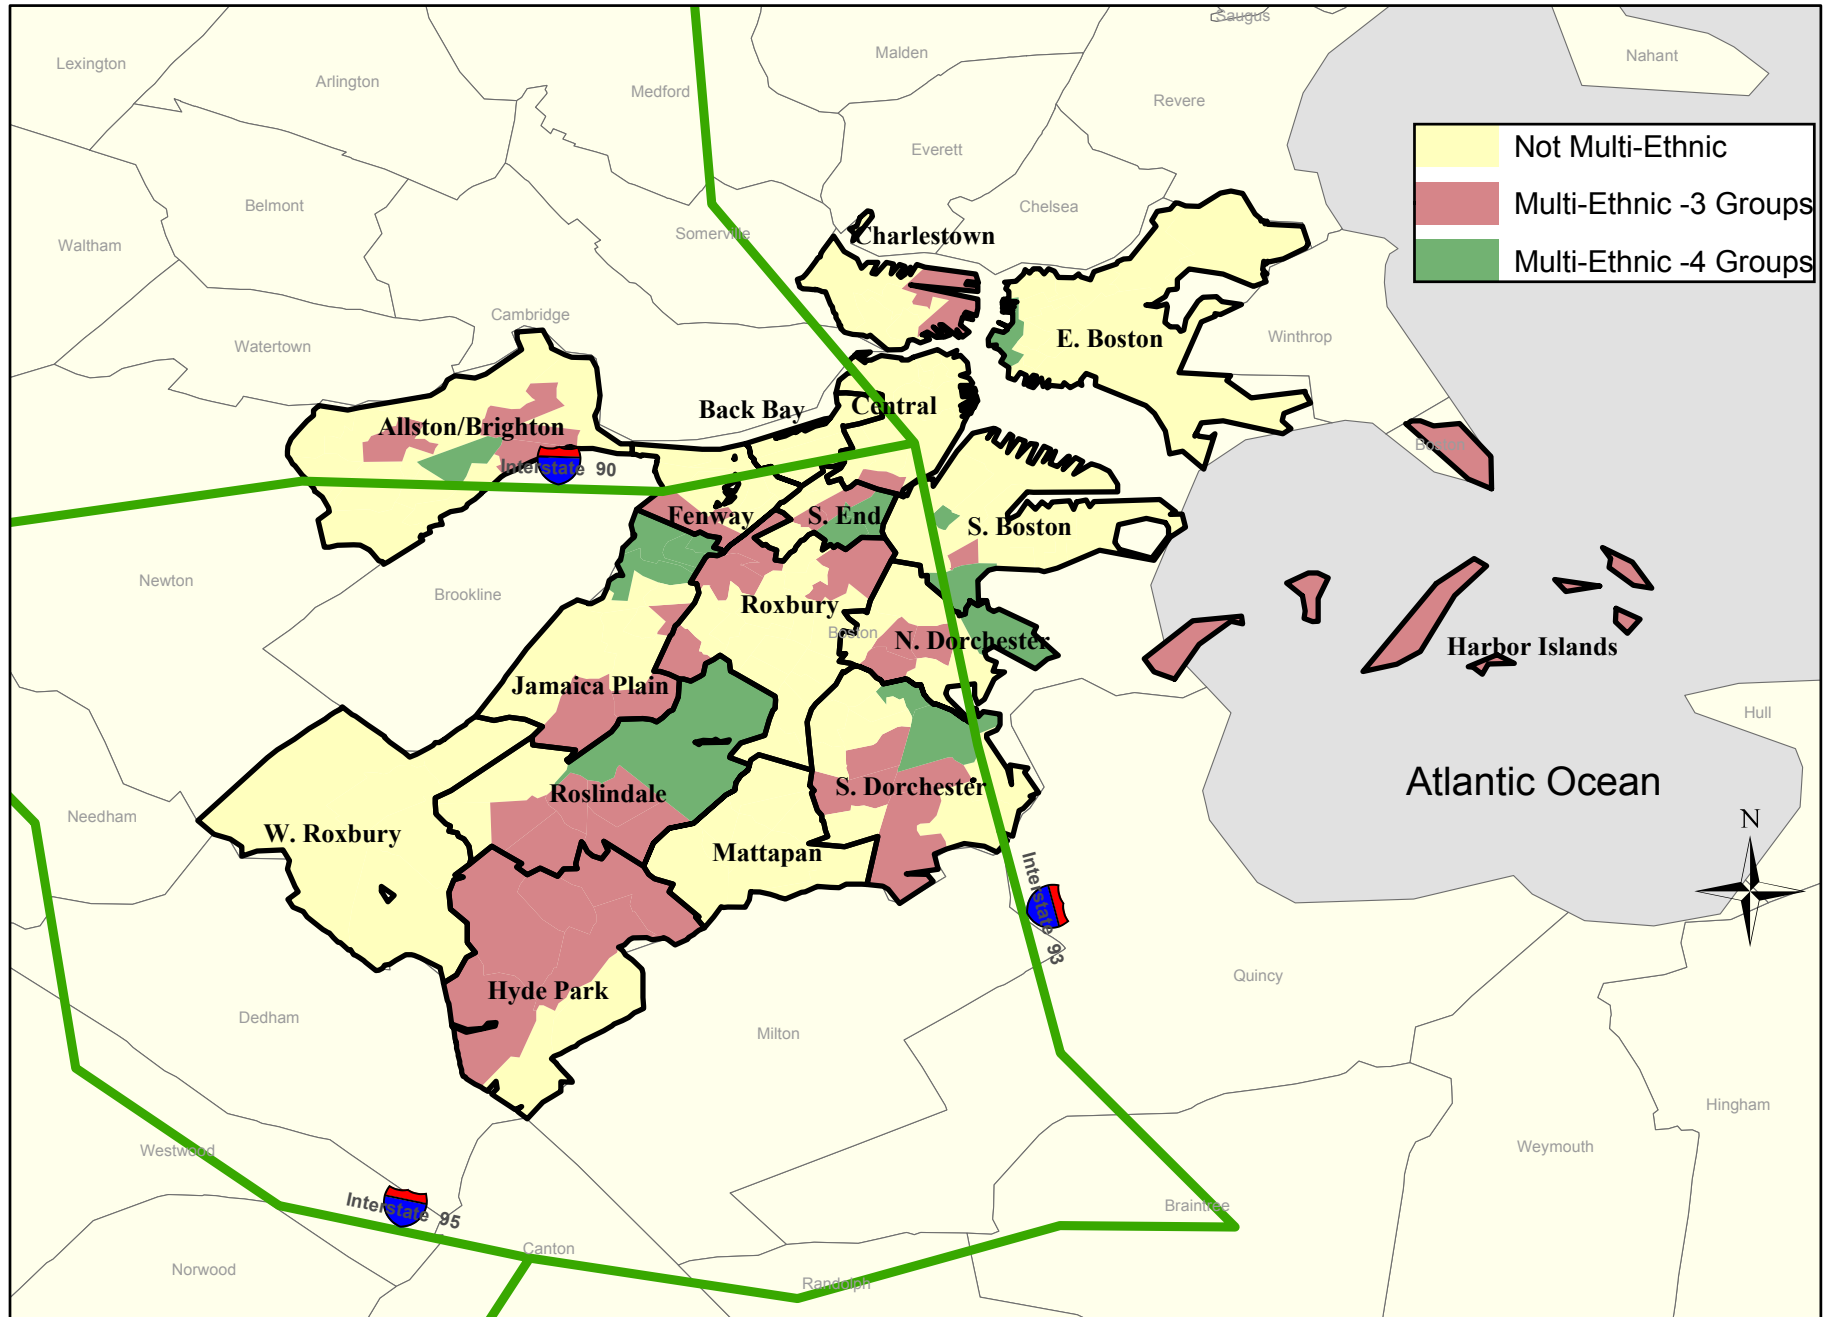 Saugus
Nahant
Lexington
Arlington
Malden
Medford
Revere
Not Multi-Ethnic
Everett
Multi-Ethnic -3 Groups
Belmont
Chelsea
Somerville
Charlestown
Waltham
Multi-Ethnic -4 Groups
Cambridge
Watertown
E. Boston
Winthrop
Back Bay
Central
Allston/Brighton
Boston
Interstate 90
Fenway
S. End
S. Boston
Newton
Brookline
Roxbury
Boston
N. Dorchester
Harbor Islands
Jamaica Plain
Hull
Atlantic Ocean
Roslindale
S. Dorchester
Needham
N
W. Roxbury
Mattapan
Interstate 93
Hyde Park
Quincy
Dedham
Milton
Hingham
Westwood
Weymouth
Interstate 95
Braintree
Canton
Norwood
Randolph